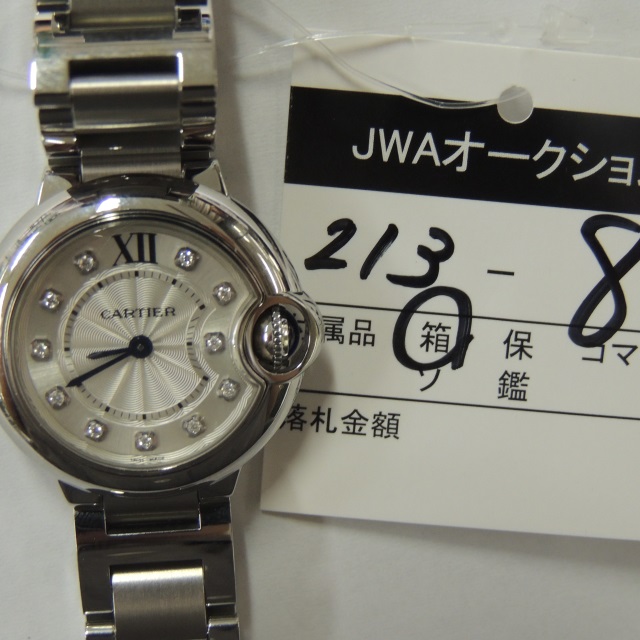 XII
CARTIER
JWAオークショ
213-8
属品 箱 保 コマ
ソ 鑑
落札金額